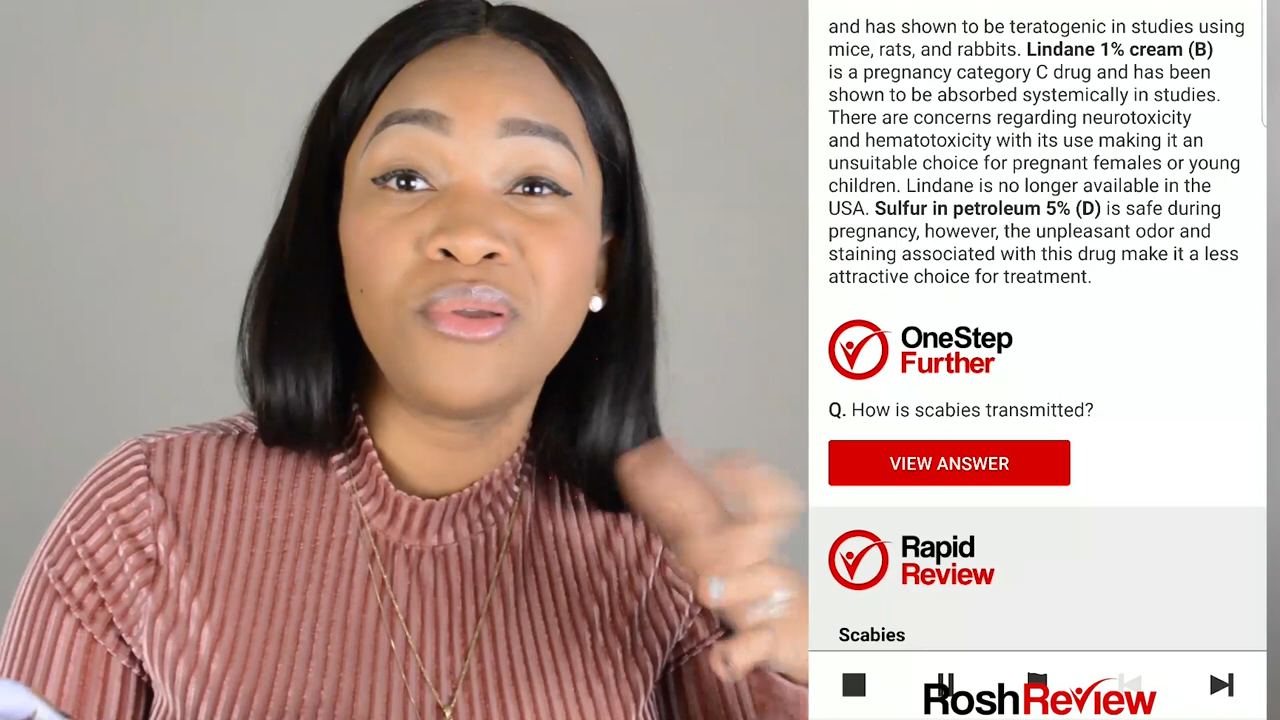 and has shown to be teratogenic in studies using
mice, rats, and rabbits. Lindane 1% cream (B)
is a pregnancy category C drug and has been
shown to be absorbed systemically in studies.
There are concerns regarding neurotoxicity
and hematotoxicity with its use making it an
unsuitable choice for pregnant females or young
children. Lindane is no longer available in the
USA. Sulfur in petroleum 5% (D) is safe during
pregnancy, however, the unpleasant odor and
staining associated with this drug make it a less
attractive choice for treatment.
OneStep
Further
Q. How is scabies transmitted?
VIEW ANSWER
Rapid
Review
Scabies
RoshReview